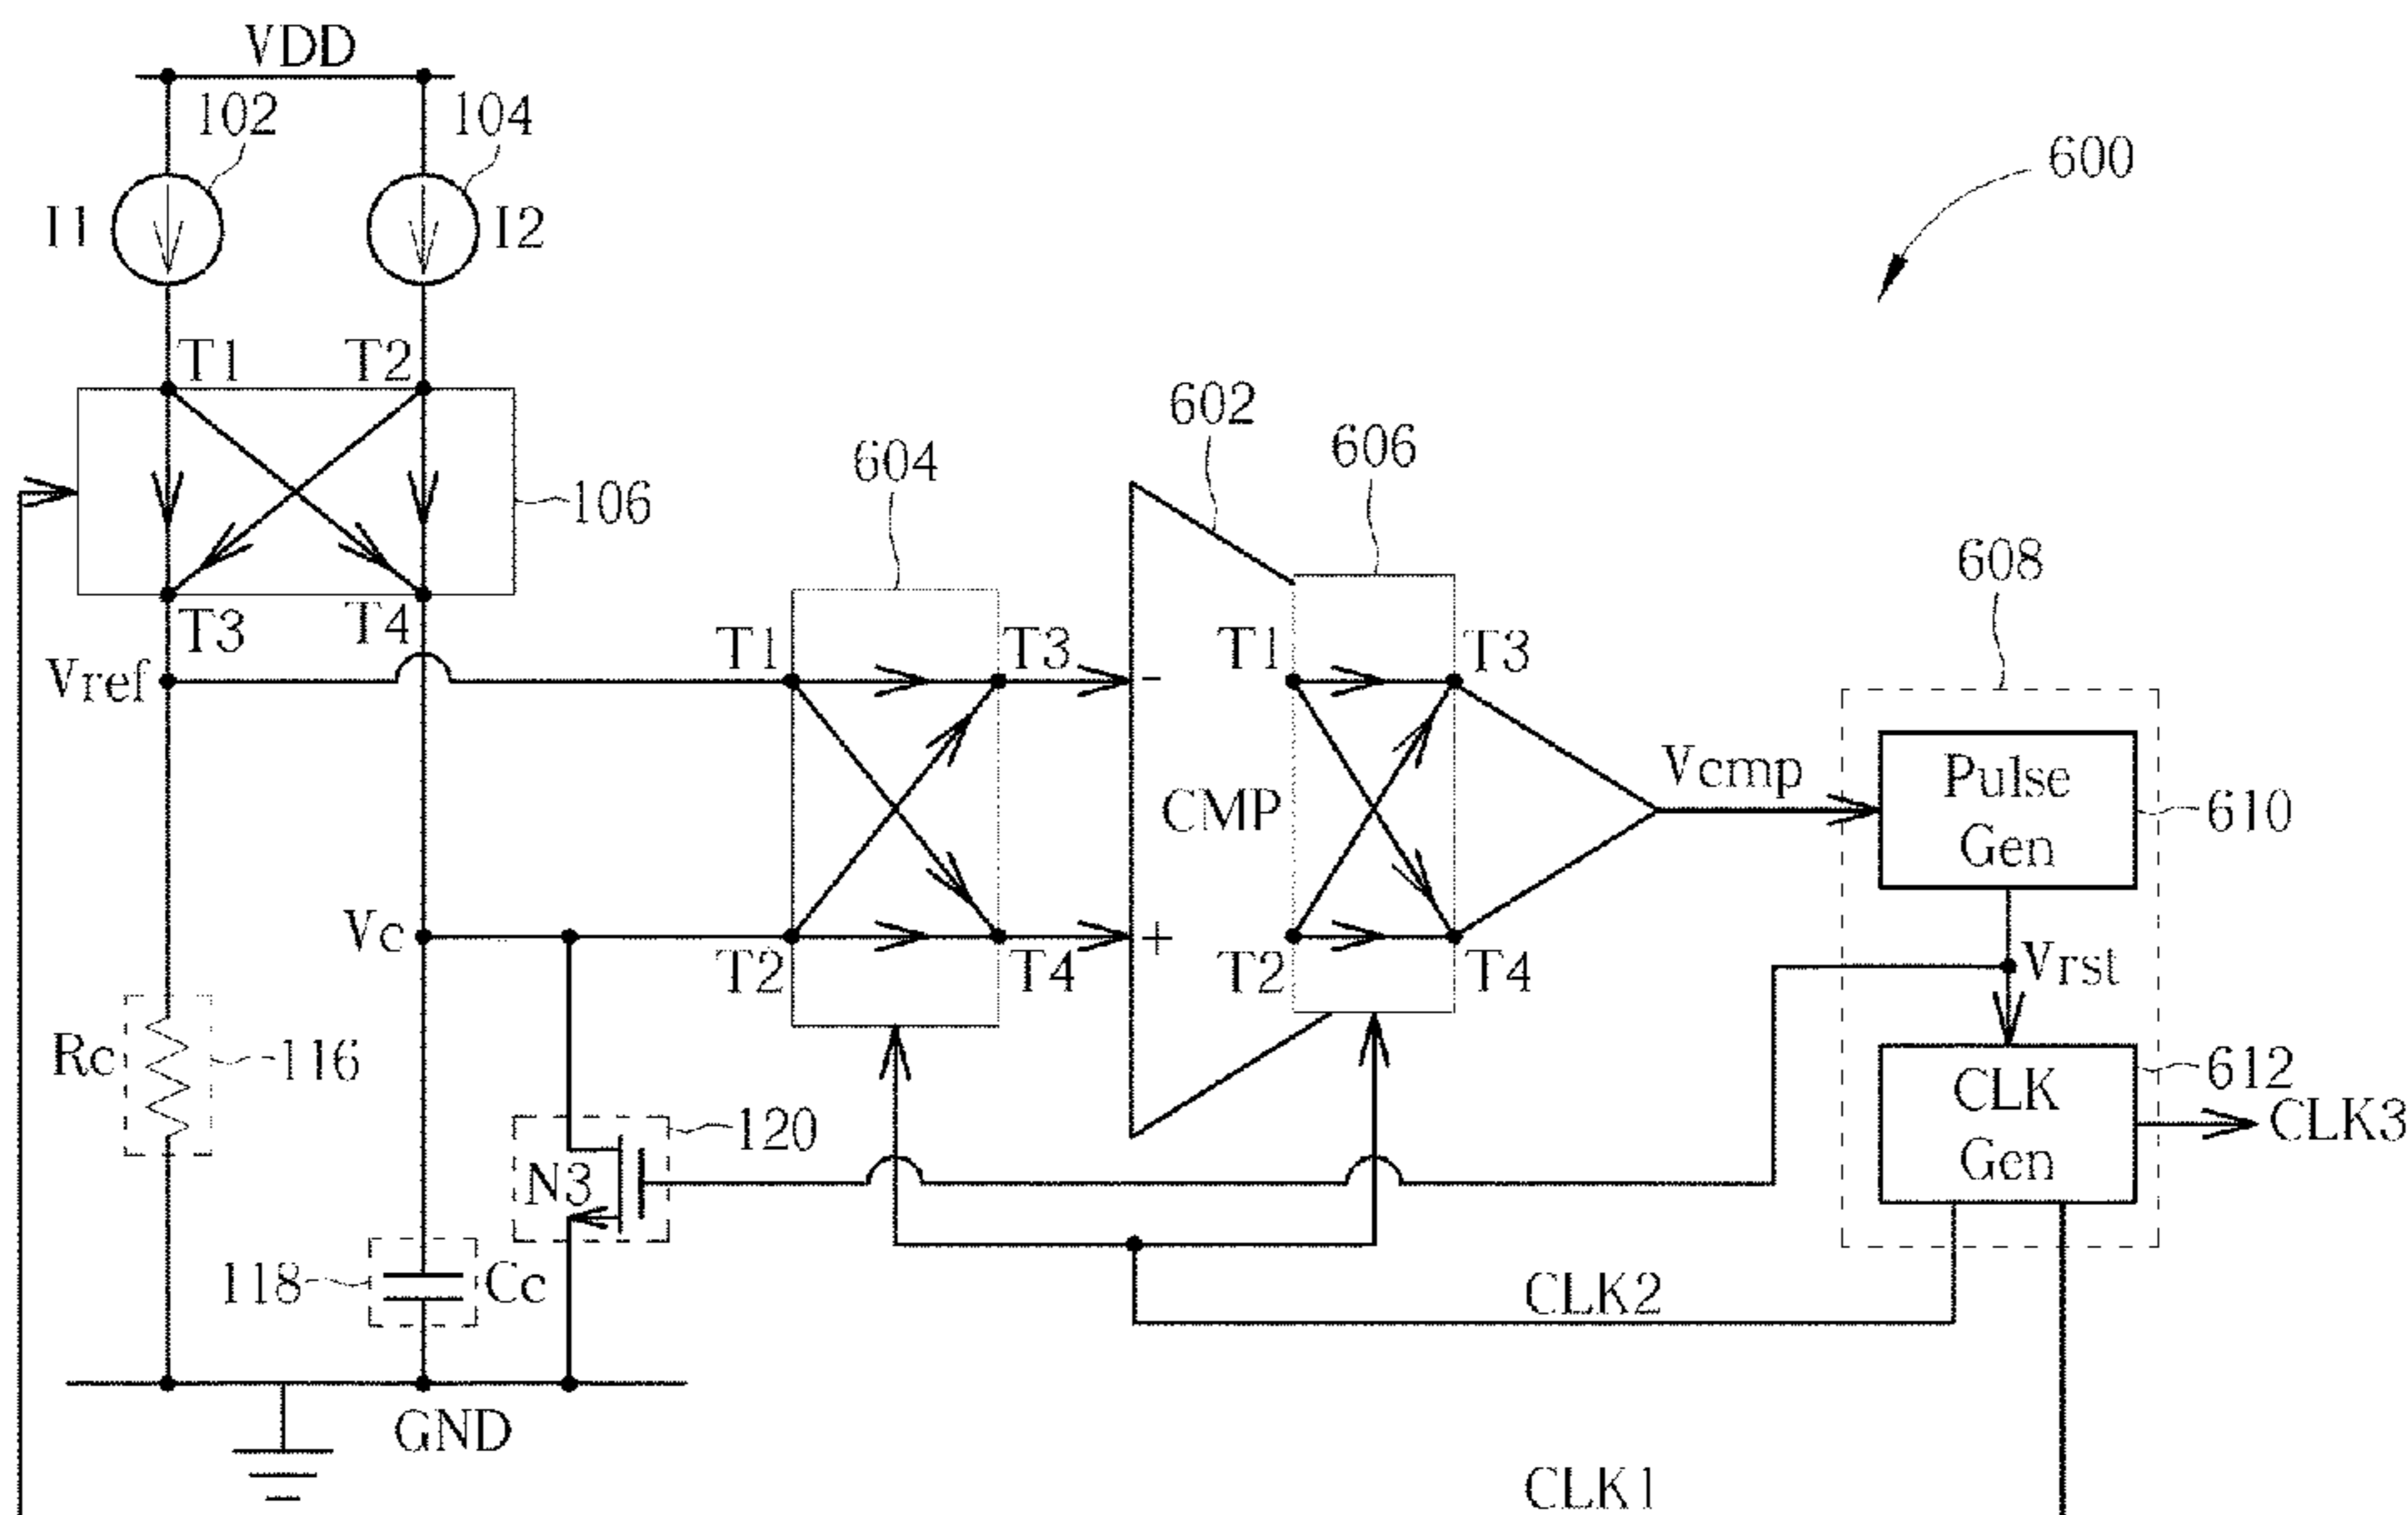 VDD
102
104
600
I1
I2
T1
T2
602
604
606
106
608
T3
T4
T1
T3
T1
T3
Vref
-
Vcmp
Pulse
Gen
610
CMP
Vc
+
T2
T4
T2
T4
Vrst
Rc
116
120
N3
CLK
Gen
612
CLK3
118
Cc
CLK2
GND
CLK1